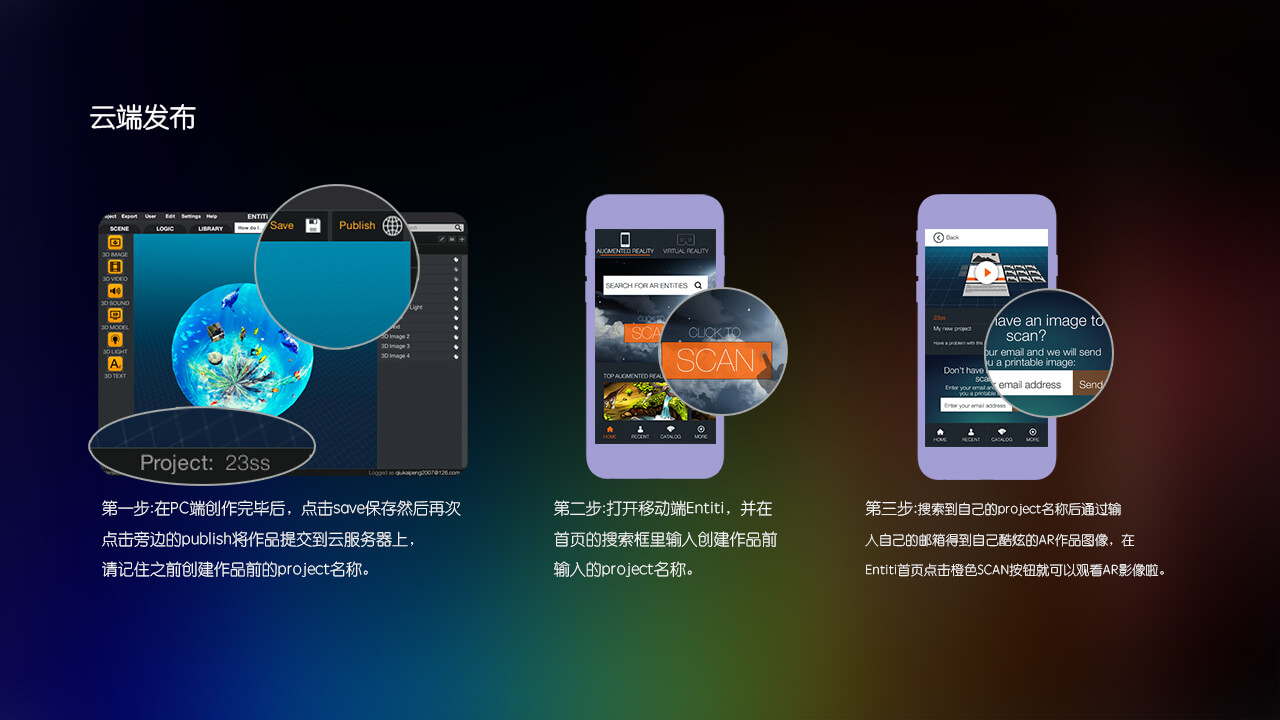 云端发布
oject Export User Edit Settings Help ENTiTi
SCENE LOGIC LIBRARY How do I...
Save Publish
3D IMAGE
3D VIDEO
3D SOUND
3D MODEL
3D LIGHT
3D TEXT
Light
3D Image 2
3D Image 3
3D Image 4
Project: 23ss
Logged as qiukaipeng2007@126.com
第一步:在PC端创作完毕后，点击save保存然后再次
点击旁边的publish将作品提交到云服务器上，
请记住之前创建作品前的project名称。
AUGMENTED REALITY VIRTUAL REALITY
SEARCH FOR AR ENTITIES
CLICK TO
SCAN
TOP AUGMENTED REAL
HOME RECENT CATALOG MORE
第二步:打开移动端Entiti，并在
首页的搜索框里输入创建作品前
输入的project名称。
Back
23ss
My new project
Have a problem with the
Don't have
Enter your email an
you a printab
Enter your email address
have an image to
scan?
our email and we will send
you a printable image:
email address Send
HOME RECENT CATALOG MORE
第三步:搜索到自己的project名称后通过输
入自己的邮箱得到自己酷炫的AR作品图像，在
Entiti首页点击橙色SCAN按钮就可以观看AR影像啦。